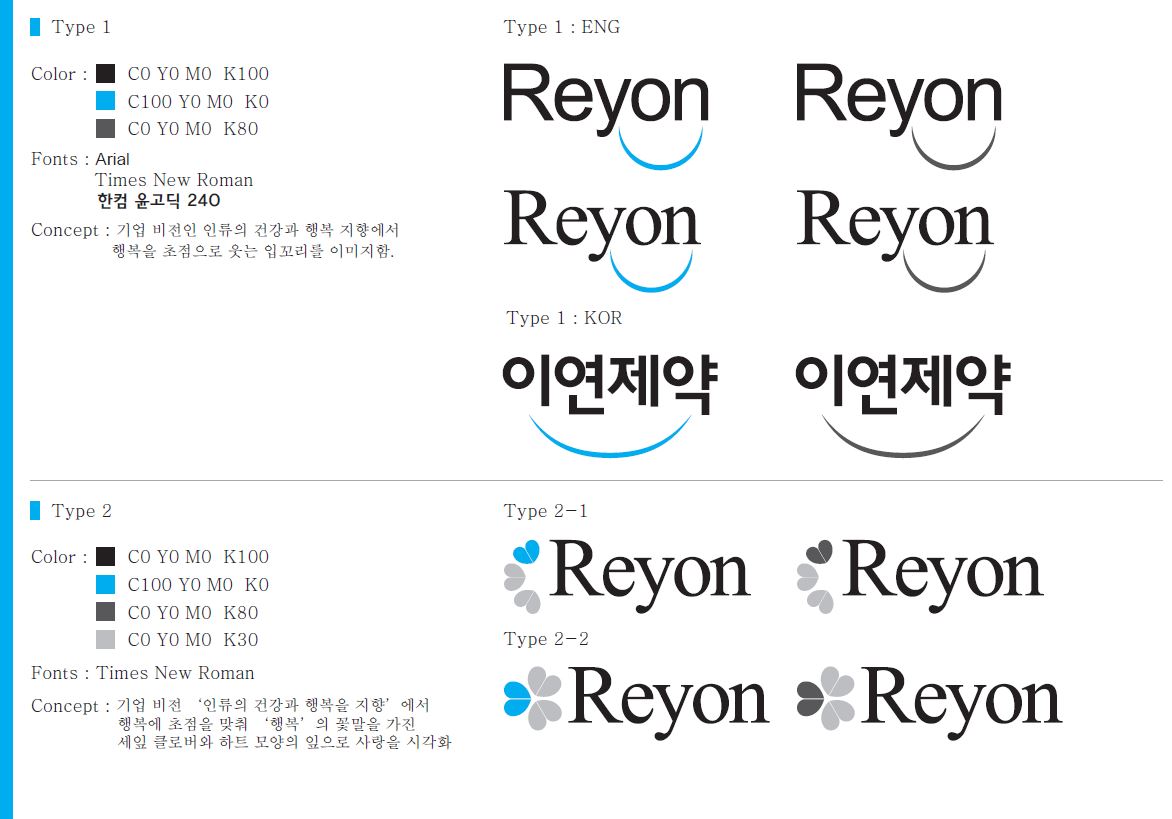 Type 1
Color : C0 Y0 M0 K100
C100 Y0 M0 K0
C0 Y0 M0 K80
Fonts : Arial
Times New Roman
한컴 윤고딕 240
Concept : 기업 비전인 인류의 건강과 행복 지향에서
행복을 초점으로 웃는 입꼬리를 이미지함.
Type 1 : ENG
Reyon Reyon
Reyon Reyon
Type 1 : KOR
이연제약 이연제약
Type 2
Color : C0 Y0 M0 K100
C100 Y0 M0 K0
C0 Y0 M0 K80
C0 Y0 M0 K30
Fonts : Times New Roman
Concept : 기업 비전 ‘인류의 건강과 행복을 지향’에서
행복에 초점을 맞춰 ‘행복’의 꽃말을 가진
세잎 클로버와 하트 모양의 잎으로 사랑을 시각화
Type 2-1
Reyon Reyon
Type 2-2
Reyon Reyon